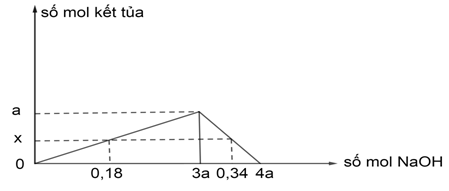 số mol kết tủa
a
x
0
0,18
3a
0,34
4a
số mol NaOH